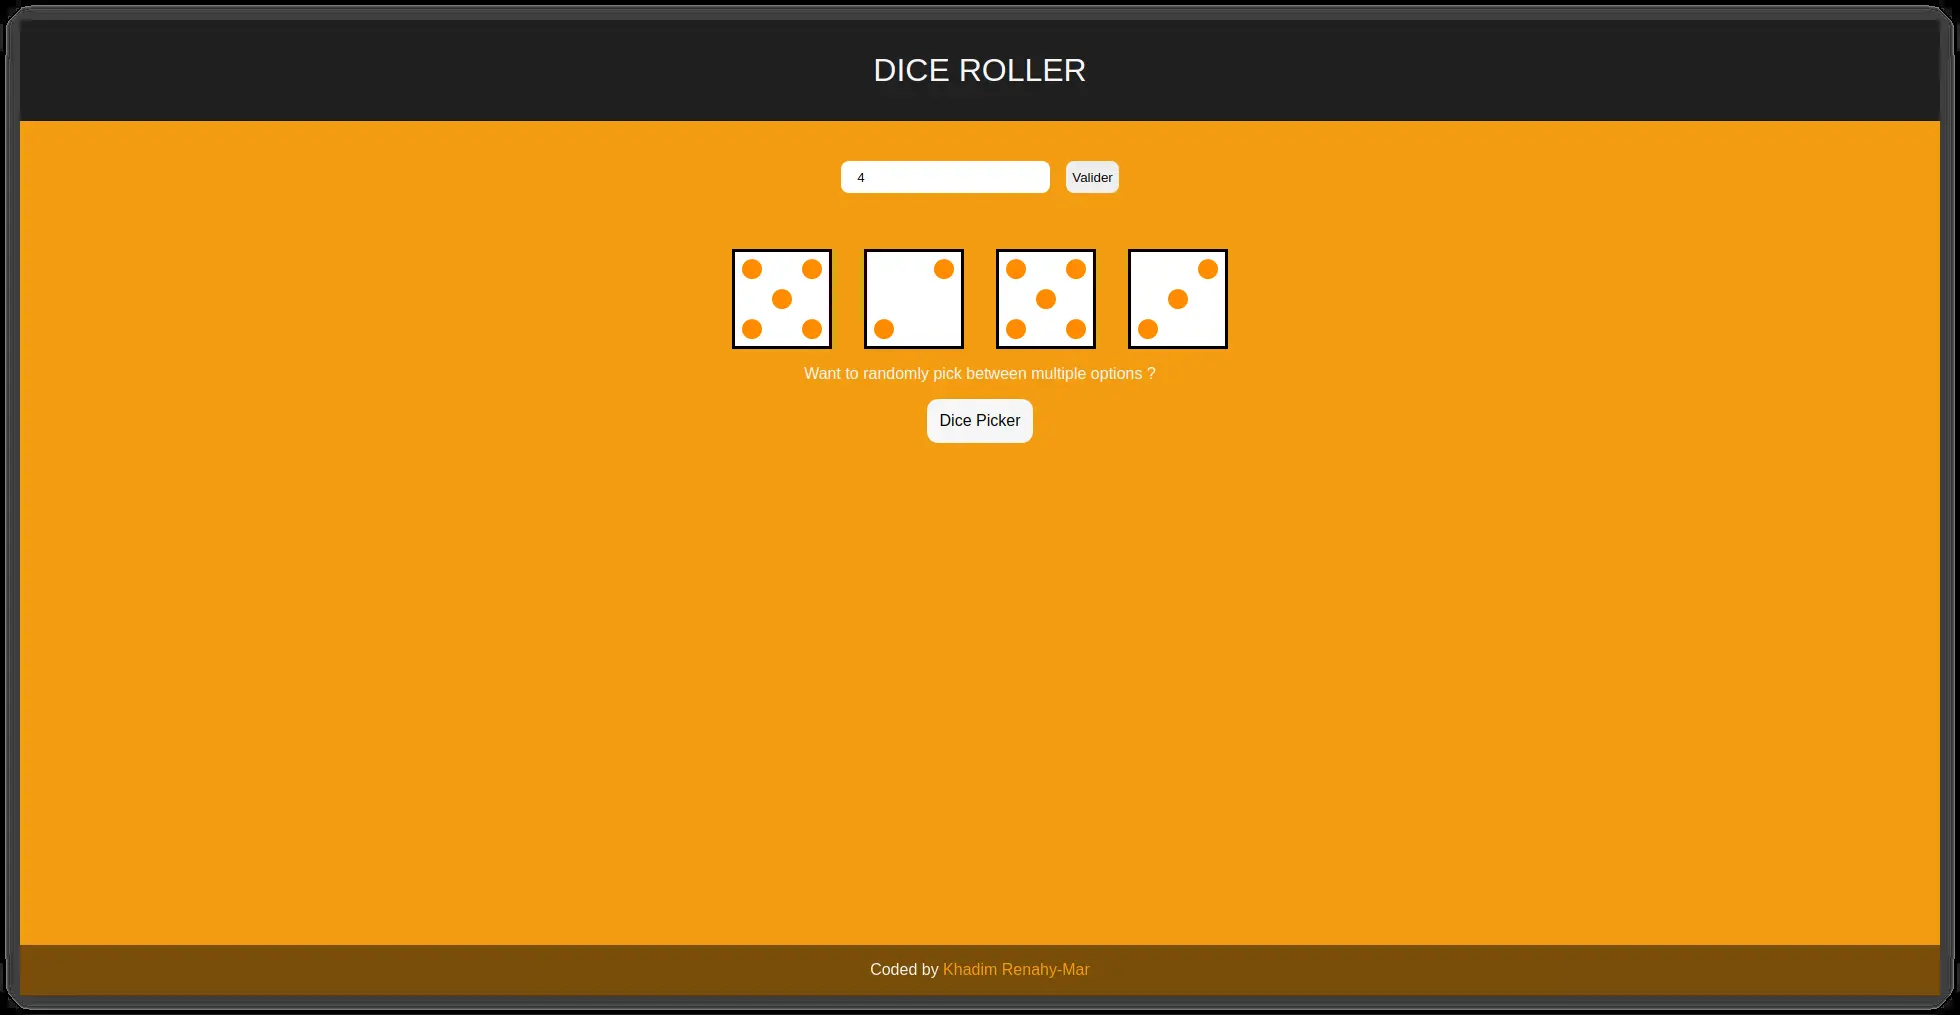 DICE ROLLER
4 Valider
Want to randomly pick between multiple options ?
Dice Picker
Coded by Khadim Renahy-Mar